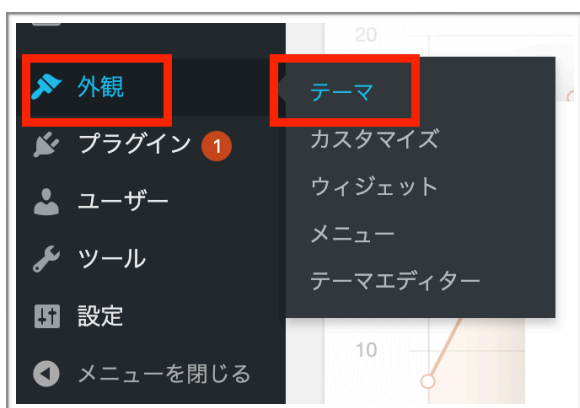 20
外観
テーマ
プラグイン 1
カスタマイズ
ユーザー
ウィジェット
メニュー
ツール
テーマエディター
設定
10
メニューを閉じる